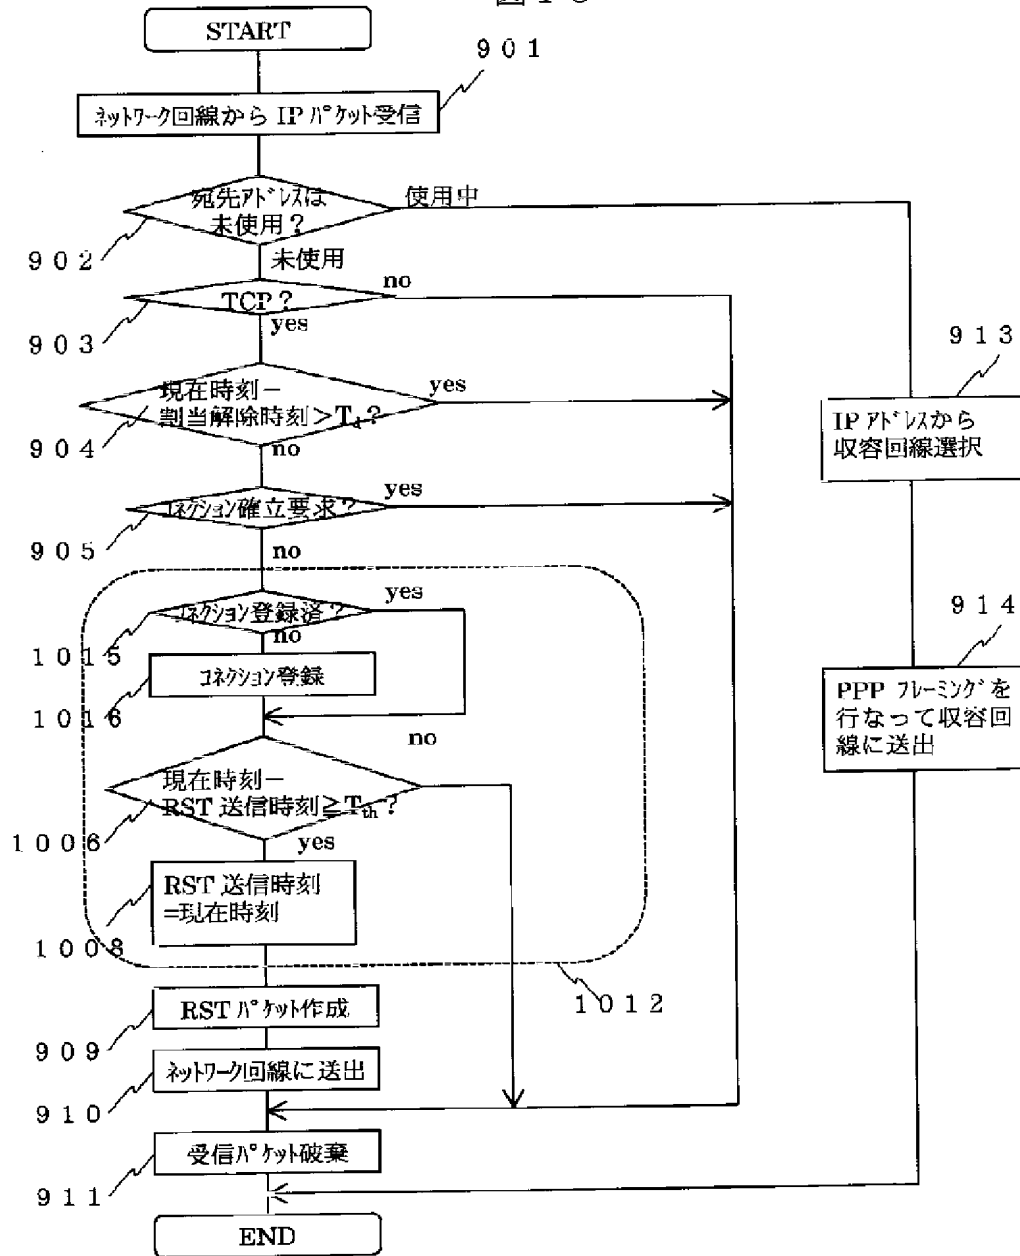 START
901
ネットワーク回線から IP パケット受信
宛先アドレスは
未使用？
使用中
902
未使用
no
TCP？
yes
903
913
現在時刻－
割当解除時刻＞Td？
yes
904
no
IP アドレスから
収容回線選択
コネクション確立要求？
yes
905
no
コネクション登録済？
yes
no
1015
914
コネクション登録
1016
PPP フレーミングを
行なって収容回
線に送出
no
現在時刻－
RST 送信時刻≧Tth？
1006
yes
RST 送信時刻
=現在時刻
1008
1012
RST パケット作成
909
ネットワーク回線に送出
910
受信パケット破棄
911
END